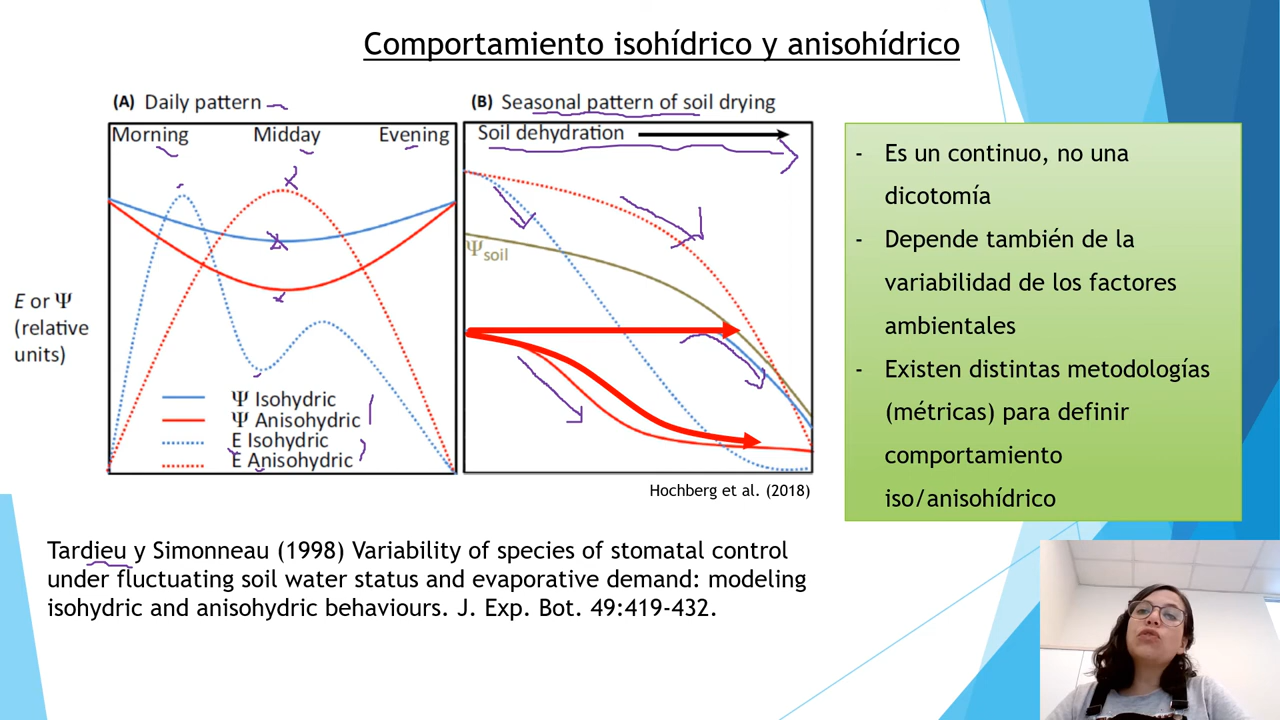 Comportamiento isohídrico y anisohídrico
(A) Daily pattern
(B) Seasonal pattern of soil drying
Morning Midday Evening
Soil dehydration
Ψsoil
E or Ψ
(relative
units)
Ψ Isohydric
Ψ Anisohydric
E Isohydric
E Anisohydric
Hochberg et al. (2018)
- Es un continuo, no una
dicotomía
- Depende también de la
variabilidad de los factores
ambientales
- Existen distintas metodologías
(métricas) para definir
comportamiento
iso/anisohídrico
Tardieu y Simonneau (1998) Variability of species of stomatal control
under fluctuating soil water status and evaporative demand: modeling
isohydric and anisohydric behaviours. J. Exp. Bot. 49:419-432.